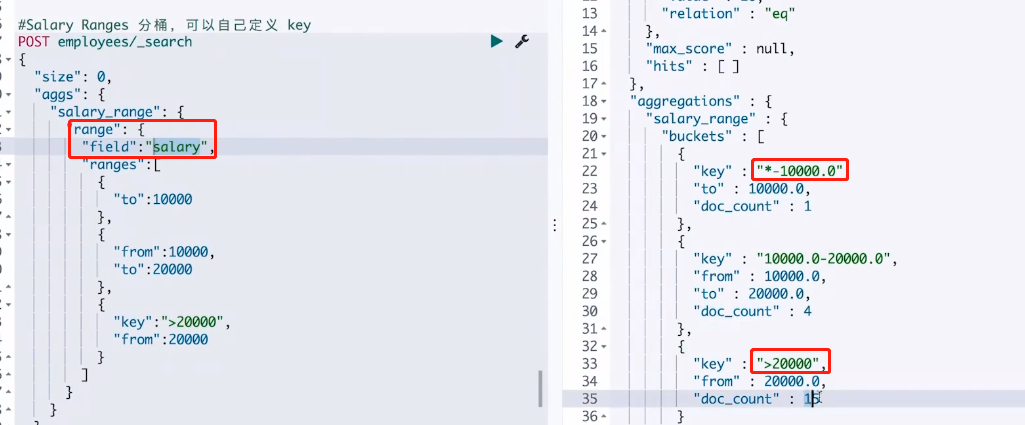 #Salary Ranges 分桶，可以自己定义 key
POST employees/_search
{
"size": 0,
"aggs": {
"salary_range": {
"range": {
"field":"salary",
"ranges":[
{
"to":10000
},
{
"from":10000,
"to":20000
},
{
"key":">20000",
"from":20000
}
]
}
}
13 "relation" : "eq"
14 },
15 "max_score" : null,
16 "hits" : [ ]
17 },
18 "aggregations" : {
19 "salary_range" : {
20 "buckets" : [
21 {
22 "key" : "*-10000.0"
23 "to" : 10000.0,
24 "doc_count" : 1
25 },
26 {
27 "key" : "10000.0-20000.0",
28 "from" : 10000.0,
29 "to" : 20000.0,
30 "doc_count" : 4
31 },
32 {
33 "key" : ">20000",
34 "from" : 20000.0,
35 "doc_count" : 15
36 }